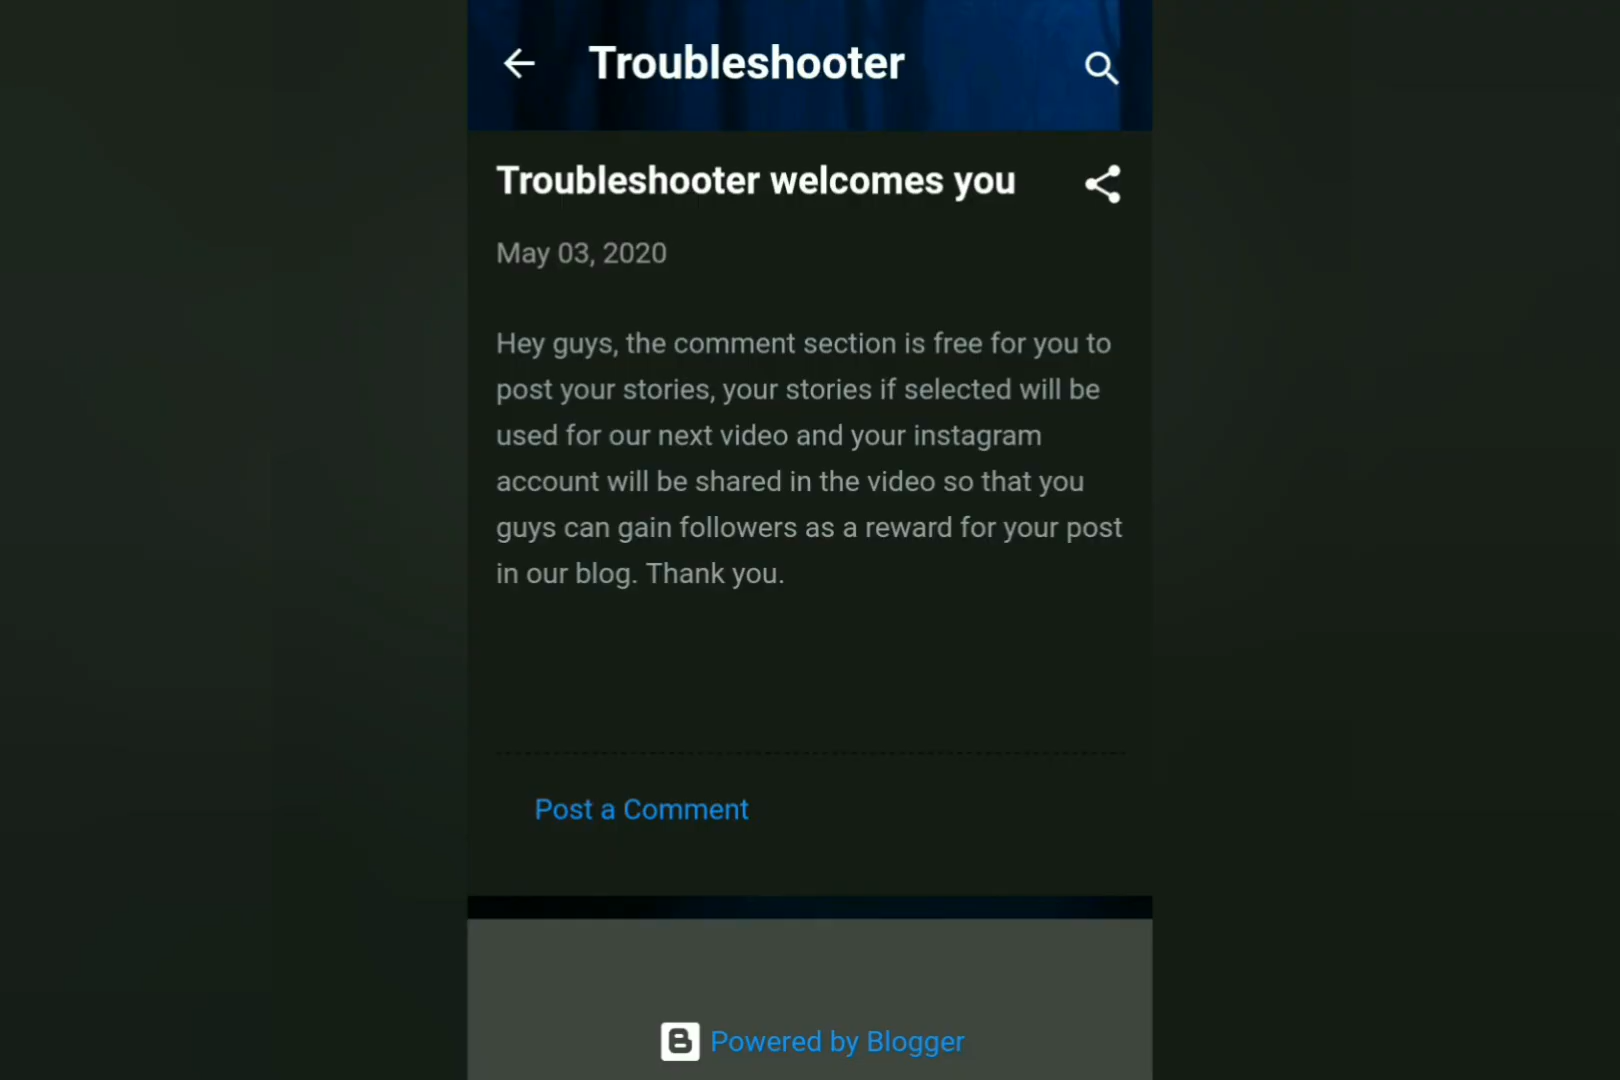 Troubleshooter
Troubleshooter welcomes you
May 03, 2020
Hey guys, the comment section is free for you to
post your stories, your stories if selected will be
used for our next video and your instagram
account will be shared in the video so that you
guys can gain followers as a reward for your post
in our blog. Thank you.
Post a Comment
Powered by Blogger